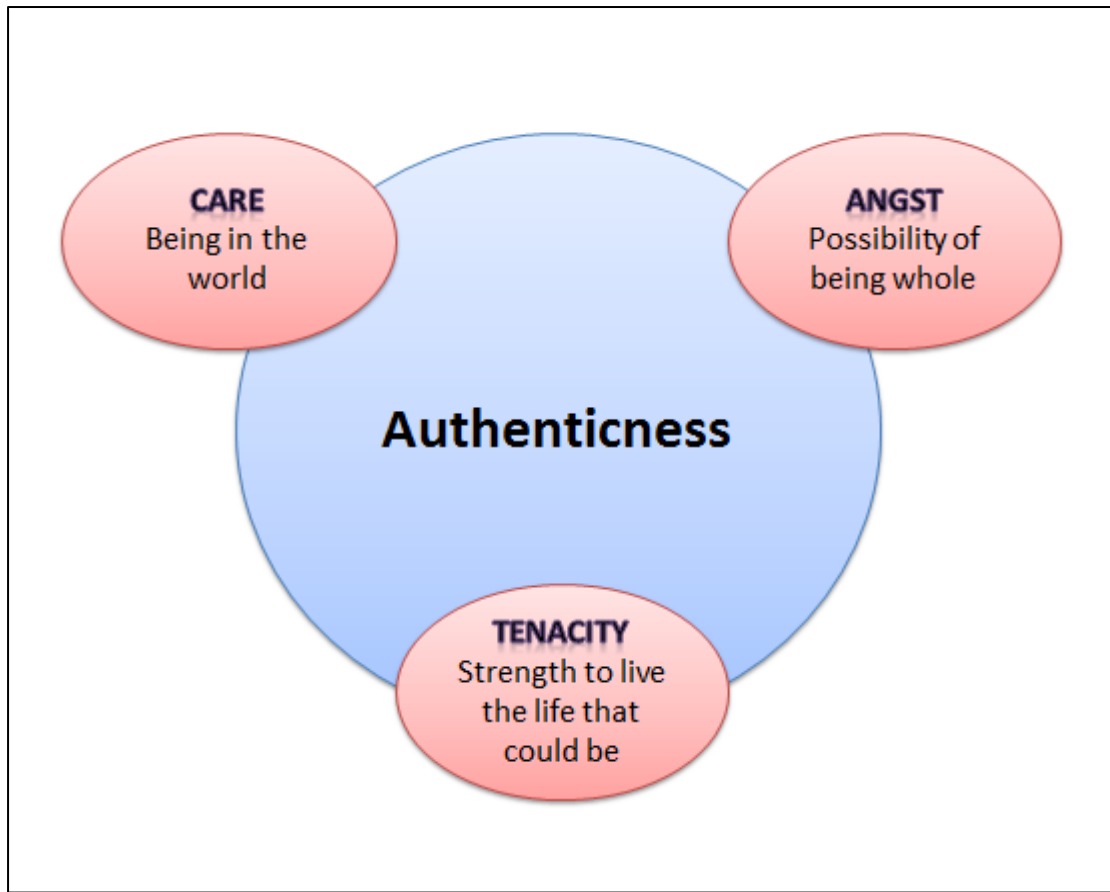 CARE
Being in the
world
ANGST
Possibility of
being whole
Authenticness
TENACITY
Strength to live
the life that
could be